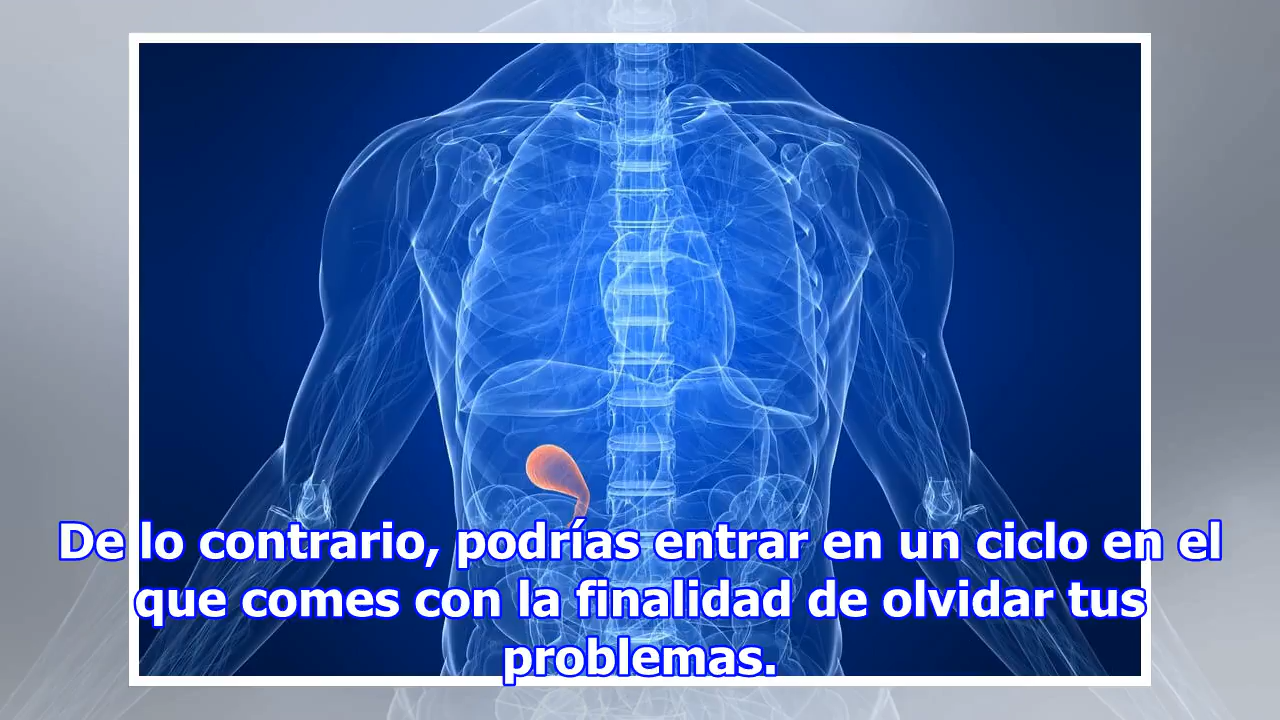 De lo contrario, podrías entrar en un ciclo en el
que comes con la finalidad de olvidar tus
problemas.